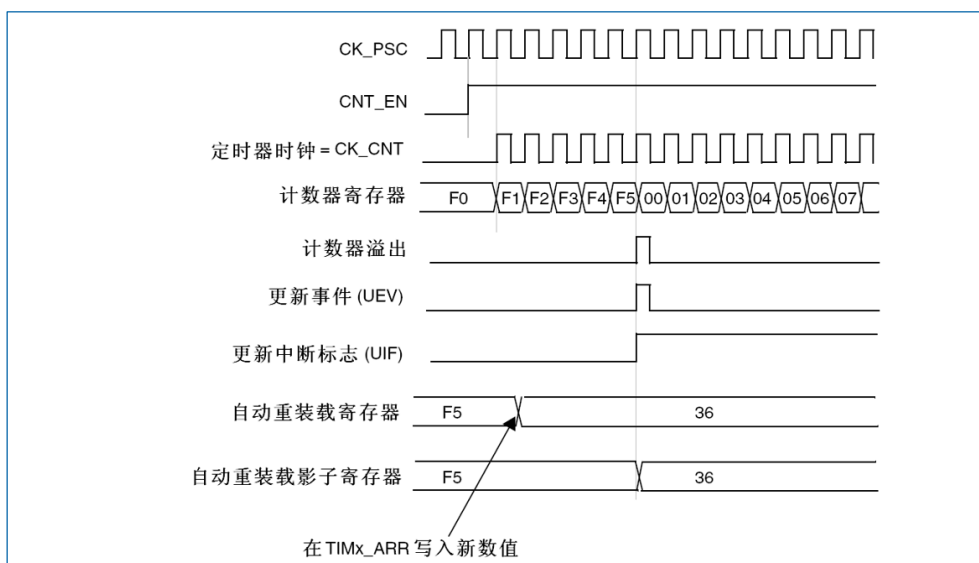 CK_PSC
CNT_EN
定时器时钟 = CK_CNT
计数器寄存器 F0 F1 F2 F3 F4 F5 00 01 02 03 04 05 06 07
计数器溢出
更新事件 (UEV)
更新中断标志 (UIF)
自动重装载寄存器 F5 36
自动重装载影子寄存器 F5 36
在 TIMx_ARR 写入新数值